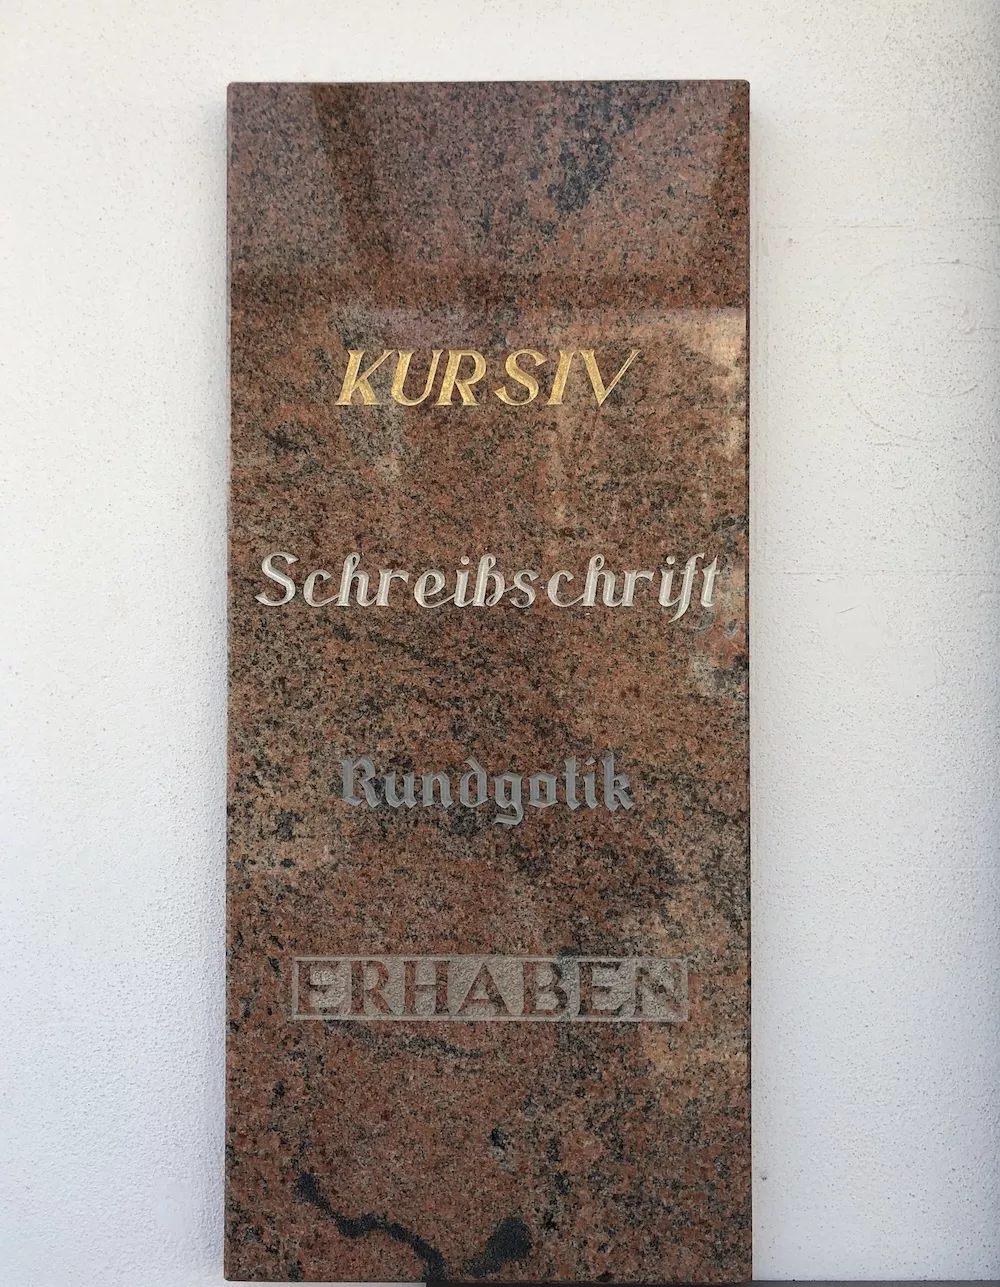 KURSIV
Schreibschrift
Rundgotik
ERHABEN